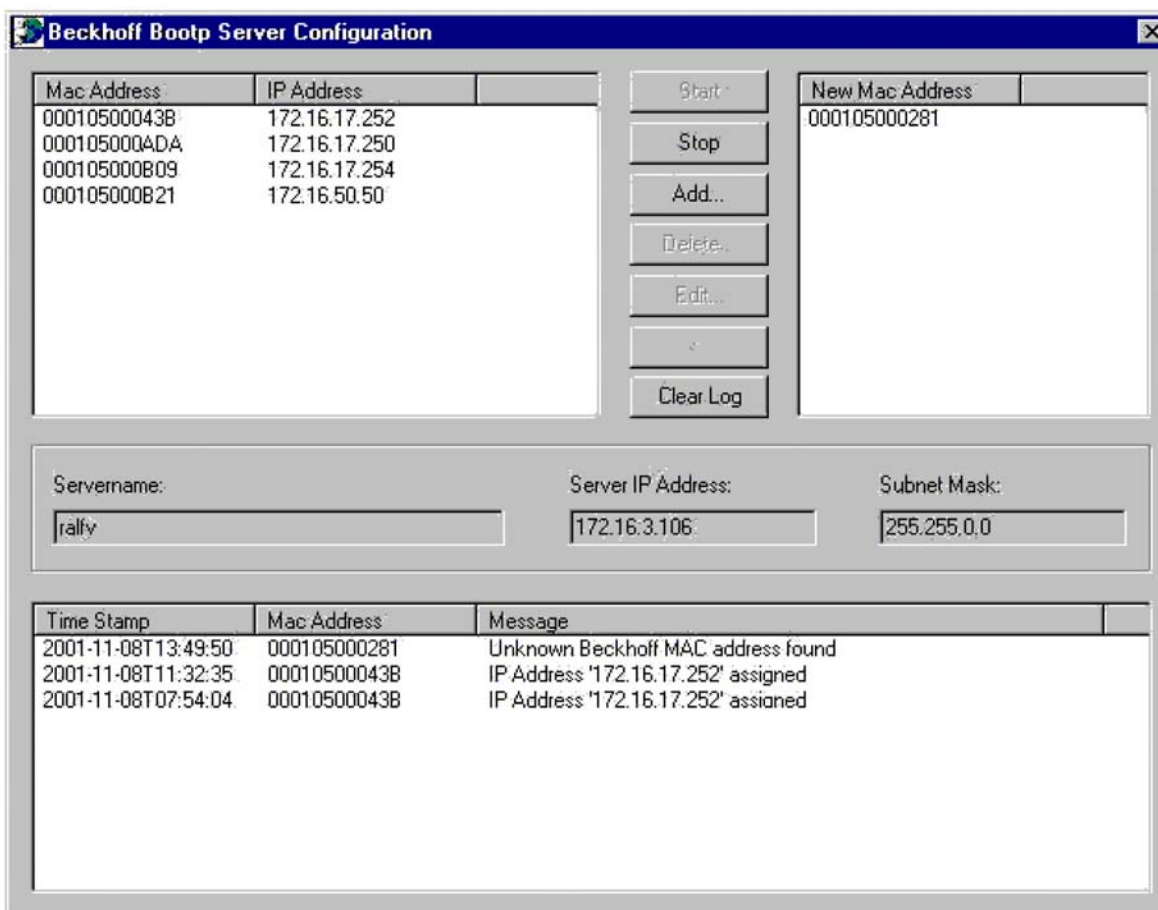 Beckhoff Bootp Server Configuration
Mac Address IP Address
00010500043B 172.16.17.252
000105000ADA 172.16.17.250
000105000B09 172.16.17.254
000105000B21 172.16.50.50
Start
Stop
Add...
Delete..
Edit...
<
Clear Log
New Mac Address
000105000281
Servername: Server IP Address: Subnet Mask:
ralfv 172.16.3.106 255.255.0.0
Time Stamp Mac Address Message
2001-11-08T13:49:50 000105000281 Unknown Beckhoff MAC address found
2001-11-08T11:32:35 00010500043B IP Address '172.16.17.252' assigned
2001-11-08T07:54:04 00010500043B IP Address '172.16.17.252' assigned